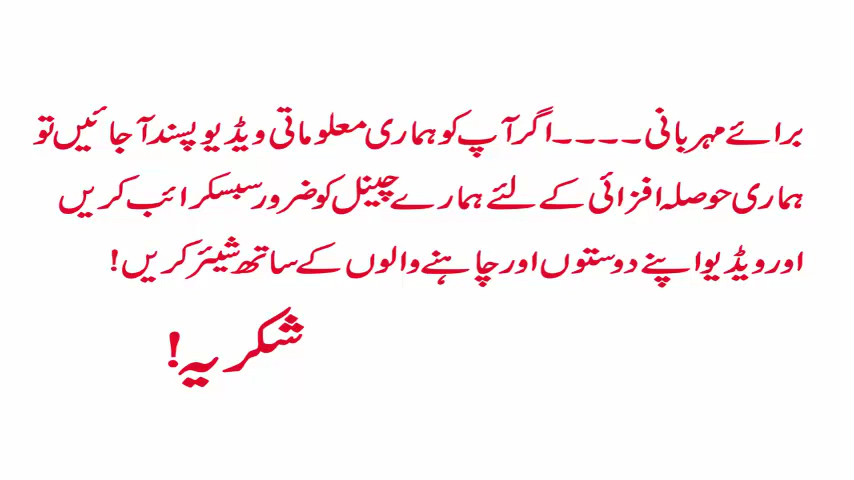 برائے مہربانی۔۔۔۔اگر آپ کو ہماری معلوماتی ویڈیو پسند آ جائیں تو
ہماری حوصلہ افزائی کے لئے ہمارے چینل کو ضرور سبسکرائب کریں
اور ویڈیو اپنے دوستوں اور چاہنے والوں کے ساتھ شیئر کریں!
شکریہ!